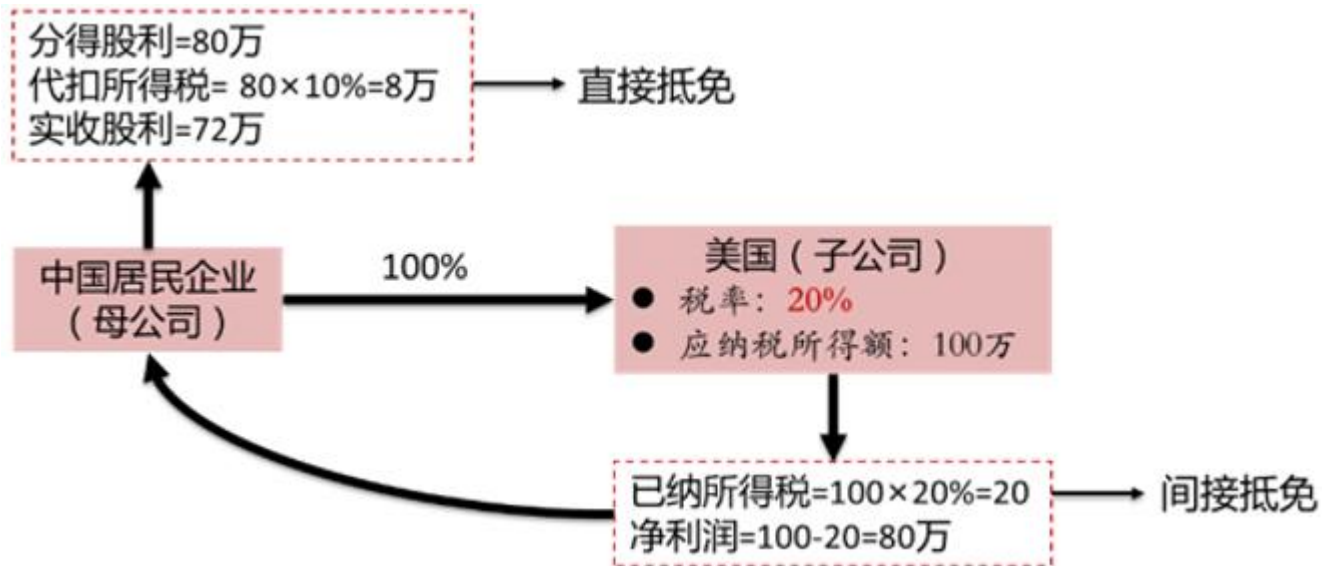 分得股利=80万
代扣所得税= 80×10%=8万
实收股利=72万
直接抵免
中国居民企业
（母公司）
100%
美国（子公司）
● 税率：20%
● 应纳税所得额：100万
已纳所得税=100×20%=20
净利润=100-20=80万
间接抵免